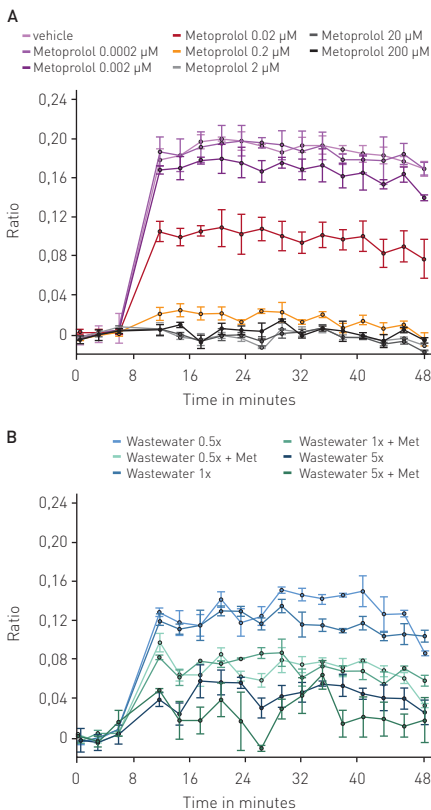 A
vehicle
Metoprolol 0.0002 µM
Metoprolol 0.002 µM
Metoprolol 0.02 µM
Metoprolol 0.2 µM
Metoprolol 2 µM
Metoprolol 20 µM
Metoprolol 200 µM
0,24
0,20
0,16
0,12
0,08
0,04
0
Ratio
0 8 16 24 32 40 48
Time in minutes
B
Wastewater 0.5x
Wastewater 0.5x + Met
Wastewater 1x
Wastewater 1x + Met
Wastewater 5x
Wastewater 5x + Met
0,24
0,20
0,16
0,12
0,08
0,04
0
Ratio
0 8 16 24 32 40 48
Time in minutes